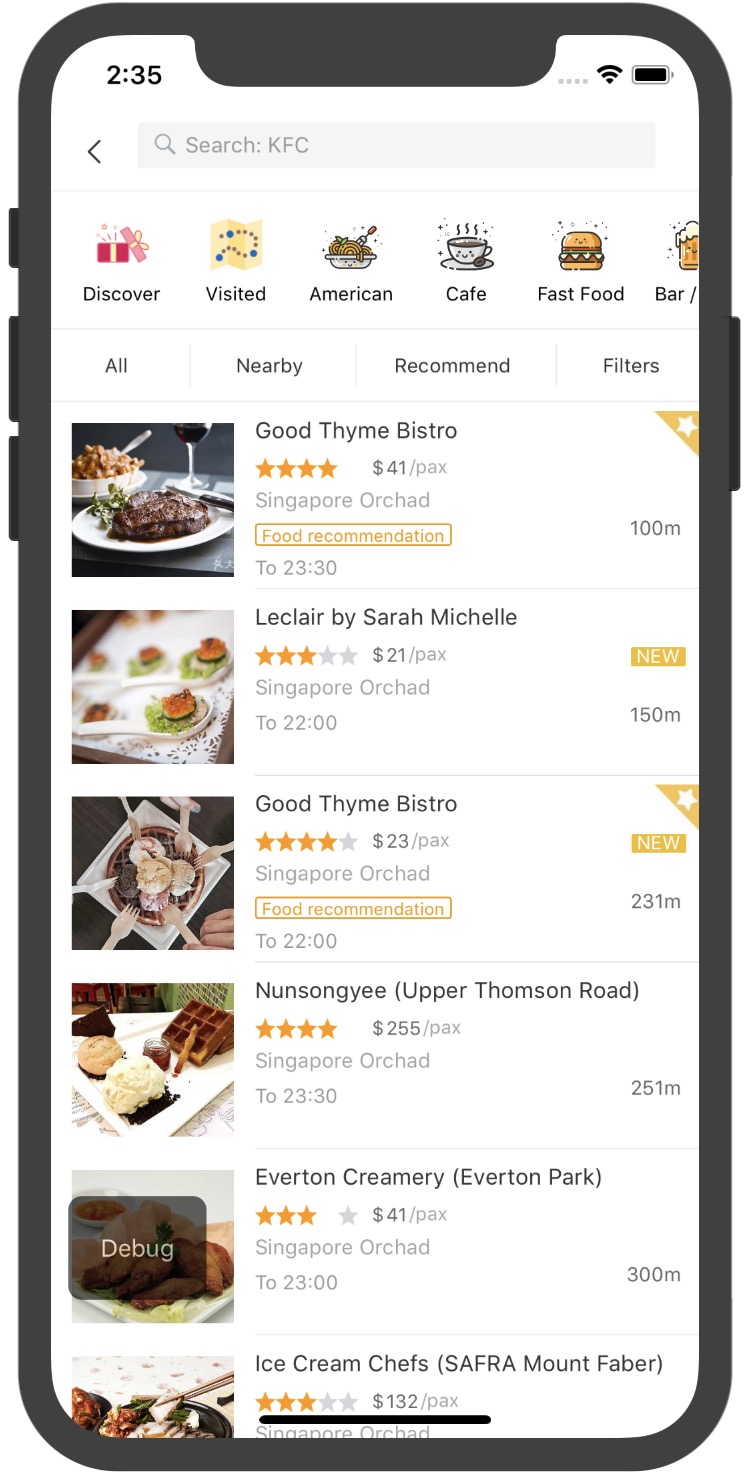 2:35
Search: KFC
Discover Visited American Cafe Fast Food Bar /
All Nearby Recommend Filters
Good Thyme Bistro
$41/pax
Singapore Orchad
Food recommendation
100m
To 23:30
Leclair by Sarah Michelle
$21/pax
NEW
Singapore Orchad
150m
To 22:00
Good Thyme Bistro
$23/pax
NEW
Singapore Orchad
Food recommendation
231m
To 22:00
Nunsongyee (Upper Thomson Road)
$255/pax
Singapore Orchad
251m
To 23:30
Everton Creamery (Everton Park)
$41/pax
Singapore Orchad
Debug
300m
To 23:00
Ice Cream Chefs (SAFRA Mount Faber)
$132/pax
Singapore Orchad